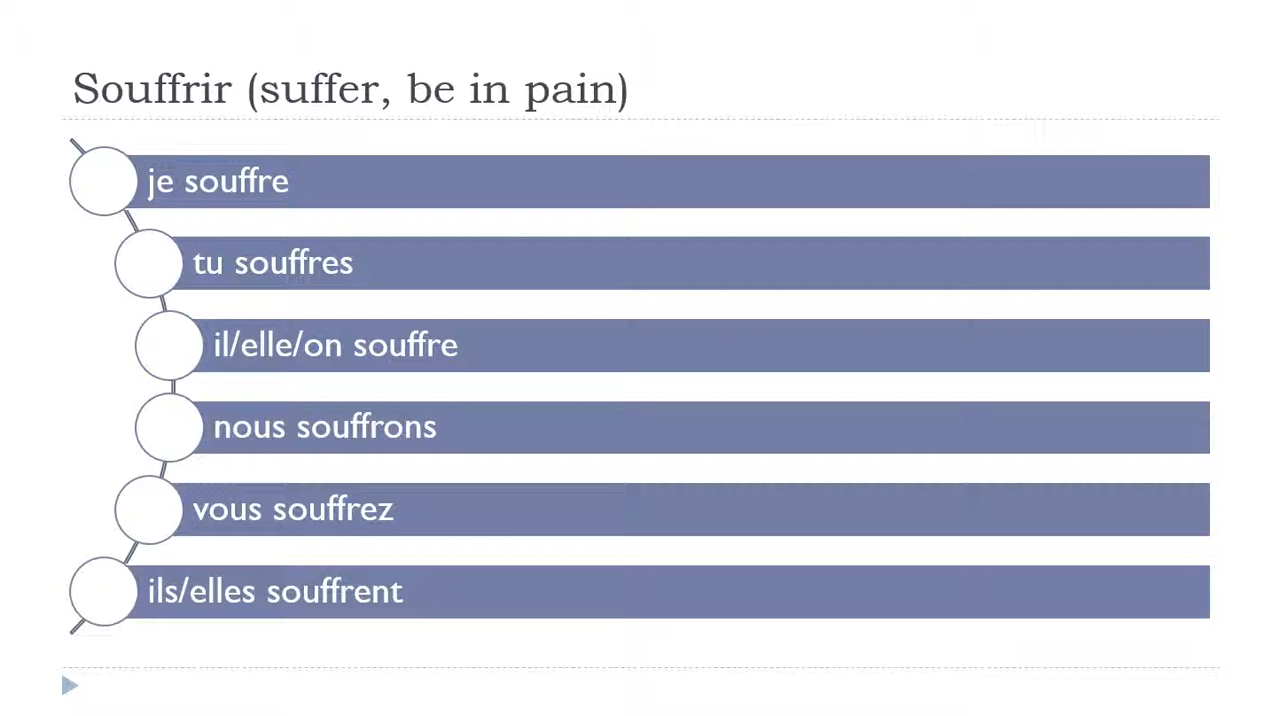 Souffrir (suffer, be in pain)
je souffre
tu souffres
il/elle/on souffre
nous souffrons
vous souffrez
ils/elles souffrent